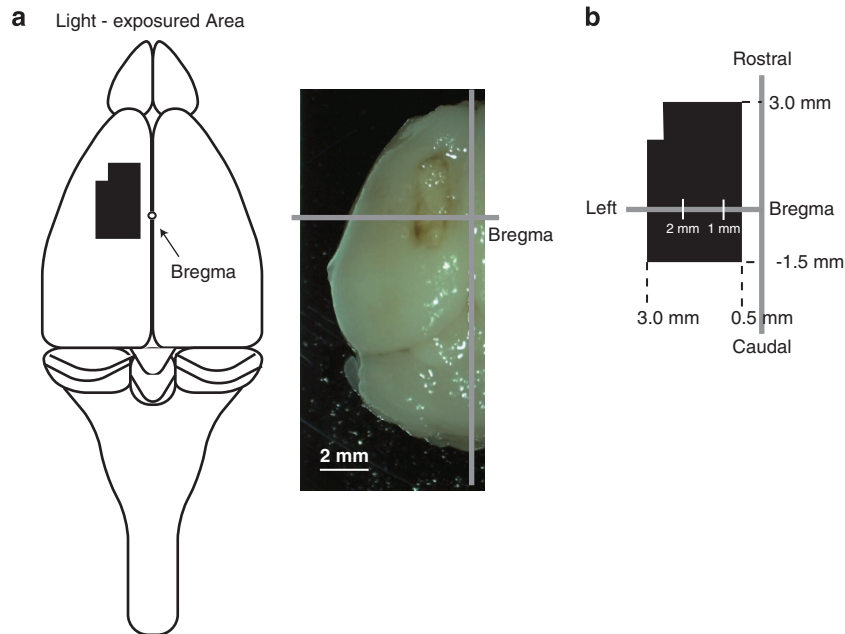 a
Light - exposured Area
Bregma
Bregma
2 mm
b
Rostral
3.0 mm
Left
Bregma
2 mm
1 mm
-1.5 mm
3.0 mm
0.5 mm
Caudal